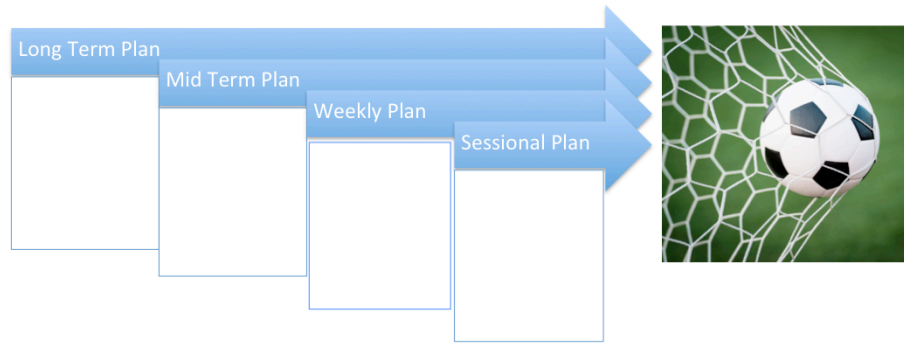 Long Term Plan
Mid Term Plan
Weekly Plan
Sessional Plan